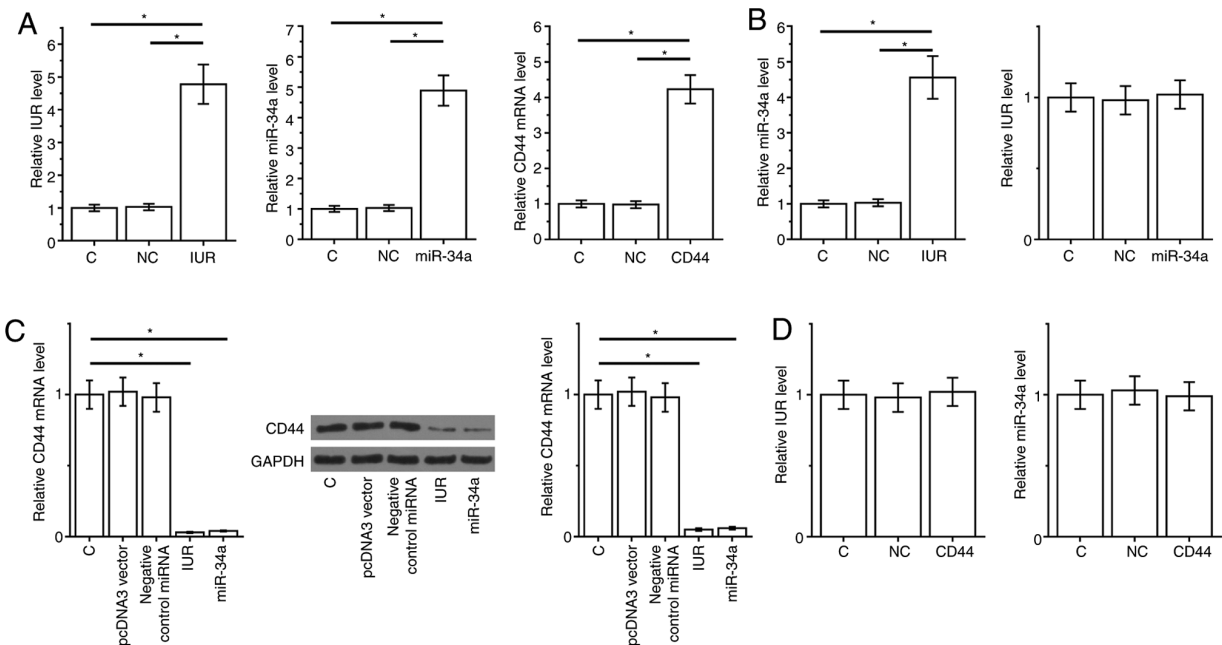 A
Relative IUR level
6
5
4
3
2
1
0
*
*
C NC IUR
Relative miR-34a level
7
6
5
4
3
2
1
0
*
*
C NC miR-34a
Relative CD44 mRNA level
6
5
4
3
2
1
0
*
*
C NC CD44
B
Relative miR-34a level
6
5
4
3
2
1
0
*
*
C NC IUR
Relative IUR level
1
0
C NC miR-34a
C
Relative CD44 mRNA level
1
0
*
*
C
pcDNA3 vector
Negative
control miRNA
IUR
miR-34a
CD44
GAPDH
C
pcDNA3 vector
Negative
control miRNA
IUR
miR-34a
Relative CD44 mRNA level
1
0
*
*
C
pcDNA3 vector
Negative
control miRNA
IUR
miR-34a
D
Relative IUR level
1
0
C NC CD44
Relative miR-34a level
1
0
C NC CD44